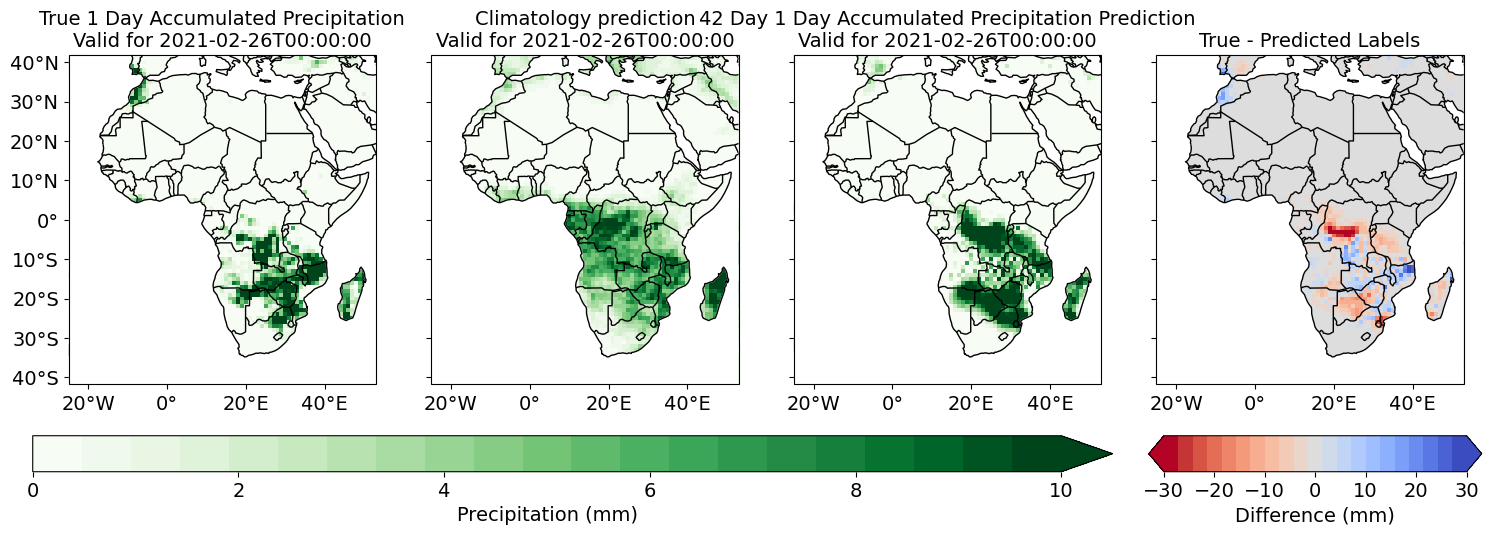 True 1 Day Accumulated Precipitation
Valid for 2021-02-26T00:00:00
Climatology prediction
Valid for 2021-02-26T00:00:00
42 Day 1 Day Accumulated Precipitation Prediction
Valid for 2021-02-26T00:00:00
True - Predicted Labels
40°N
30°N
20°N
10°N
0°
10°S
20°S
30°S
40°S
20°W 0° 20°E 40°E
20°W 0° 20°E 40°E
20°W 0° 20°E 40°E
20°W 0° 20°E 40°E
0 2 4 6 8 10
Precipitation (mm)
−30 −20 −10 0 10 20 30
Difference (mm)